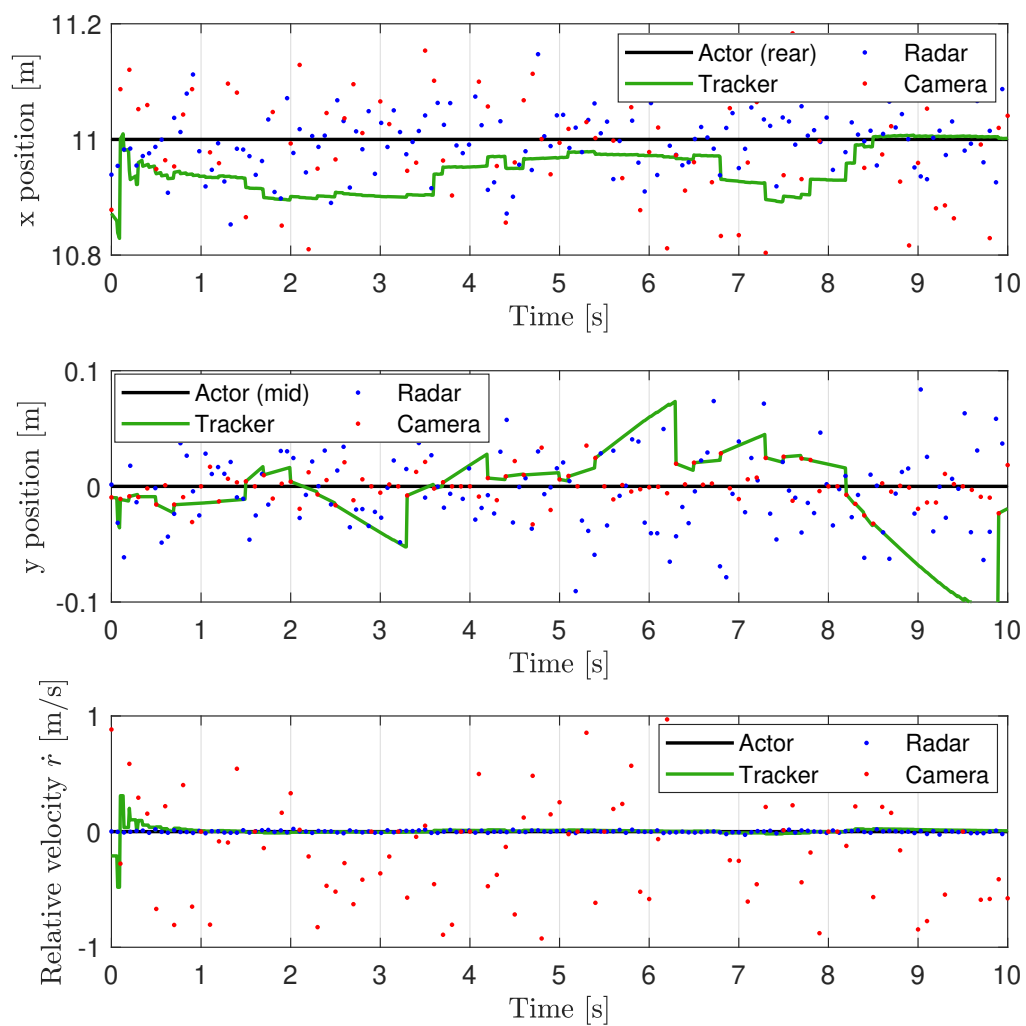 11.2
11
10.8
x position [m]
Actor (rear)
Radar
Tracker
Camera
0 1 2 3 4 5 6 7 8 9 10
Time [s]
0.1
0
-0.1
y position [m]
Actor (mid)
Radar
Tracker
Camera
0 1 2 3 4 5 6 7 8 9 10
Time [s]
1
0
-1
Relative velocity ṙ [m/s]
Actor
Radar
Tracker
Camera
0 1 2 3 4 5 6 7 8 9 10
Time [s]